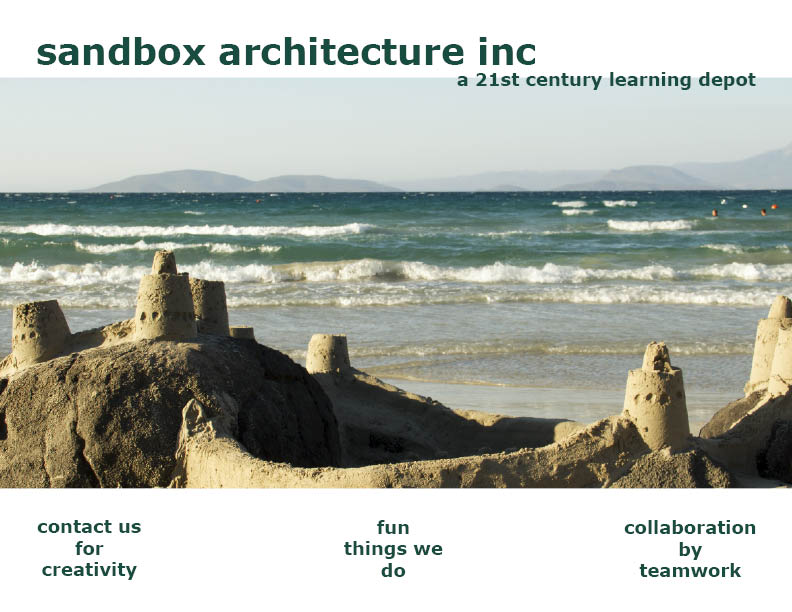 sandbox architecture inc
a 21st century learning depot
contact us
for
creativity
fun
things we
do
collaboration
by
teamwork